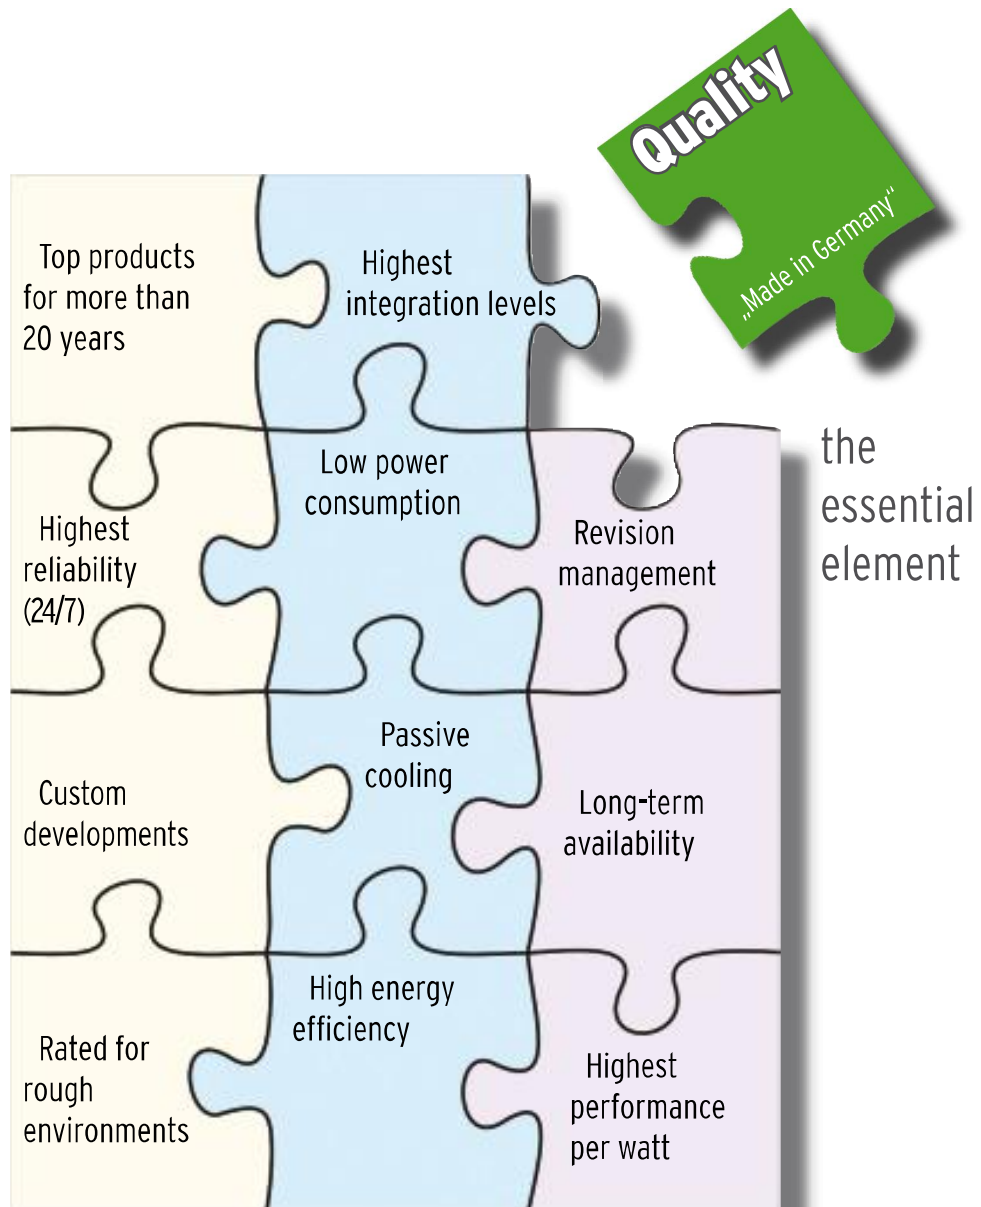 Quality
„Made in Germany“
the
essential
element
Top products
for more than
20 years
Highest
integration levels
Highest
reliability
(24/7)
Low power
consumption
Revision
management
Custom
developments
Passive
cooling
Long-term
availability
Rated for
rough
environments
High energy
efficiency
Highest
performance
per watt